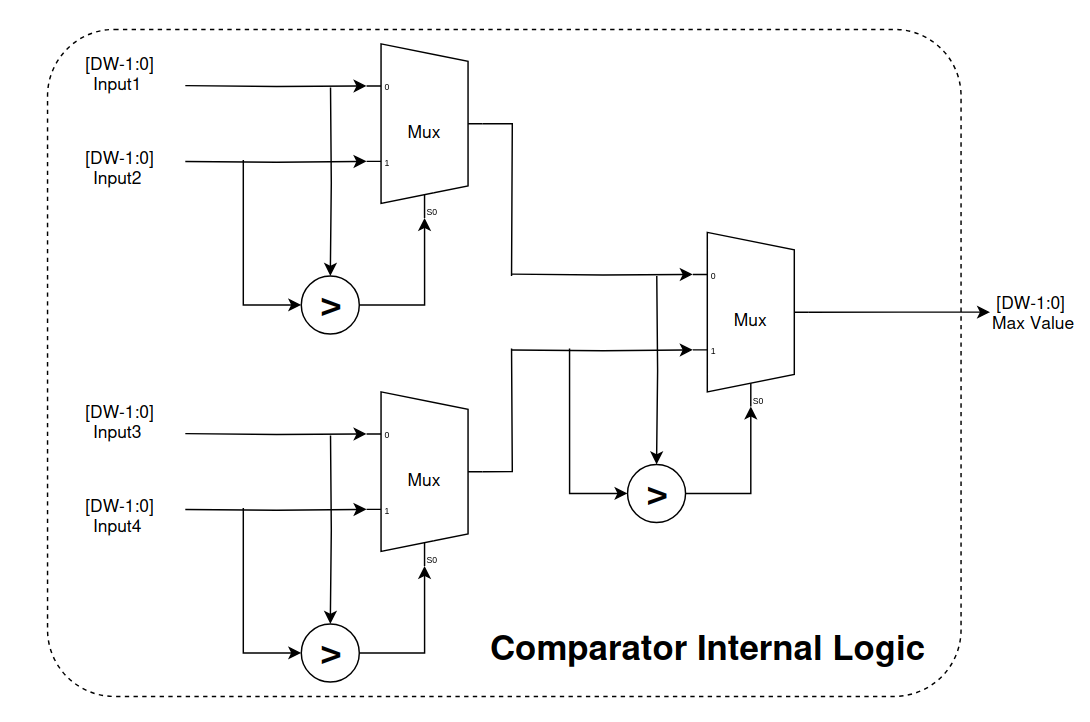 [DW-1:0]
Input1
0
Mux
[DW-1:0]
Input2
1
S0
>
0
Mux
1
S0
[DW-1:0]
Max Value
[DW-1:0]
Input3
0
Mux
[DW-1:0]
Input4
1
S0
>
>
Comparator Internal Logic